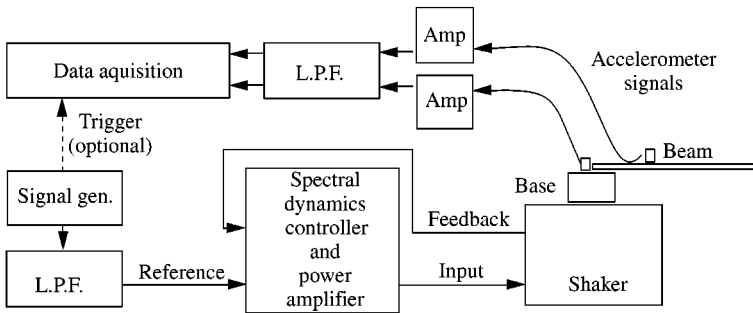 Data aquisition
L.P.F.
Amp
Amp
Accelerometer
signals
Trigger
(optional)
Beam
Signal gen.
Base
Spectral
dynamics
controller
and
power
amplifier
Feedback
L.P.F.
Reference
Input
Shaker